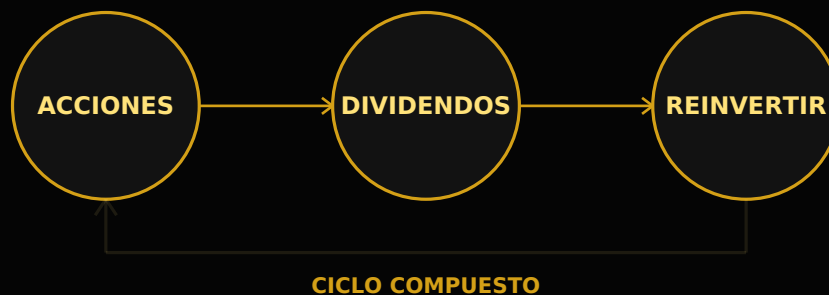 ACCIONES
DIVIDENDOS
REINVERTIR
CICLO COMPUESTO